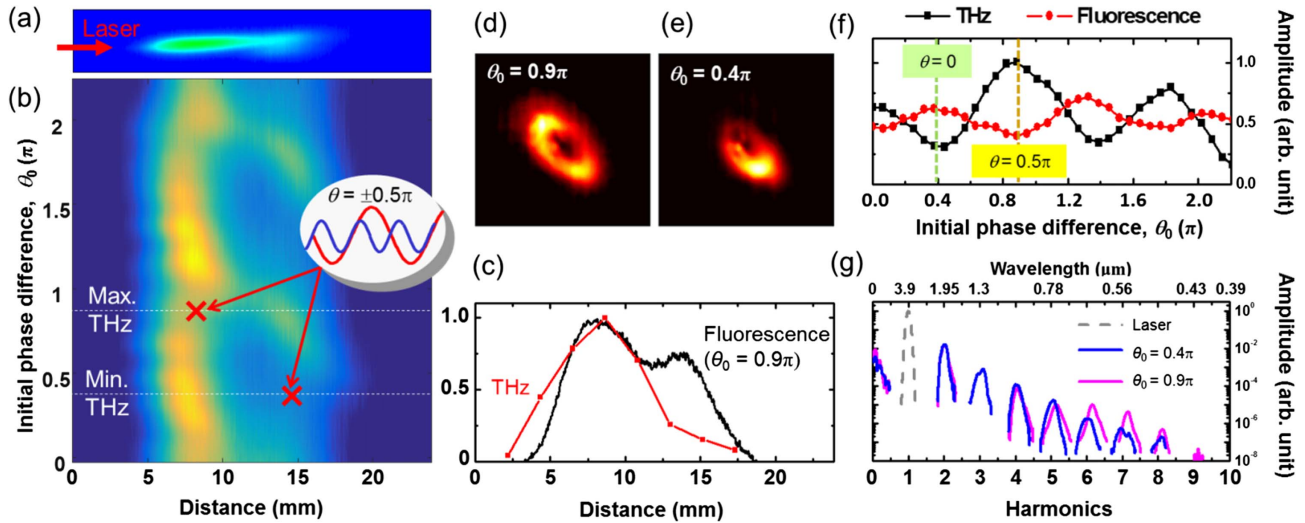 (a)
Laser
(b)
2
1.5
1
0.5
0
Initial phase difference, θ₀ (π)
θ = ±0.5π
Max.
THz
Min.
THz
5
10
15
20
Distance (mm)
(d)
θ₀ = 0.9π
(e)
θ₀ = 0.4π
(c)
1.0
0.5
0
Fluorescence
(θ₀ = 0.9π)
THz
0
5
10
15
20
Distance (mm)
(f)
THz
Fluorescence
θ = 0
θ = 0.5π
1.0
0.5
0.0
Amplitude (arb. unit)
0.0
0.4
0.8
1.2
1.6
2.0
Initial phase difference, θ₀ (π)
(g)
Wavelength (μm)
0 3.9 1.95 1.3 0.78 0.56 0.43 0.39
Laser
θ₀ = 0.4π
θ₀ = 0.9π
10⁰
10⁻²
10⁻⁴
10⁻⁶
10⁻⁸
Amplitude (arb. unit)
0 1 2 3 4 5 6 7 8 9 10
Harmonics